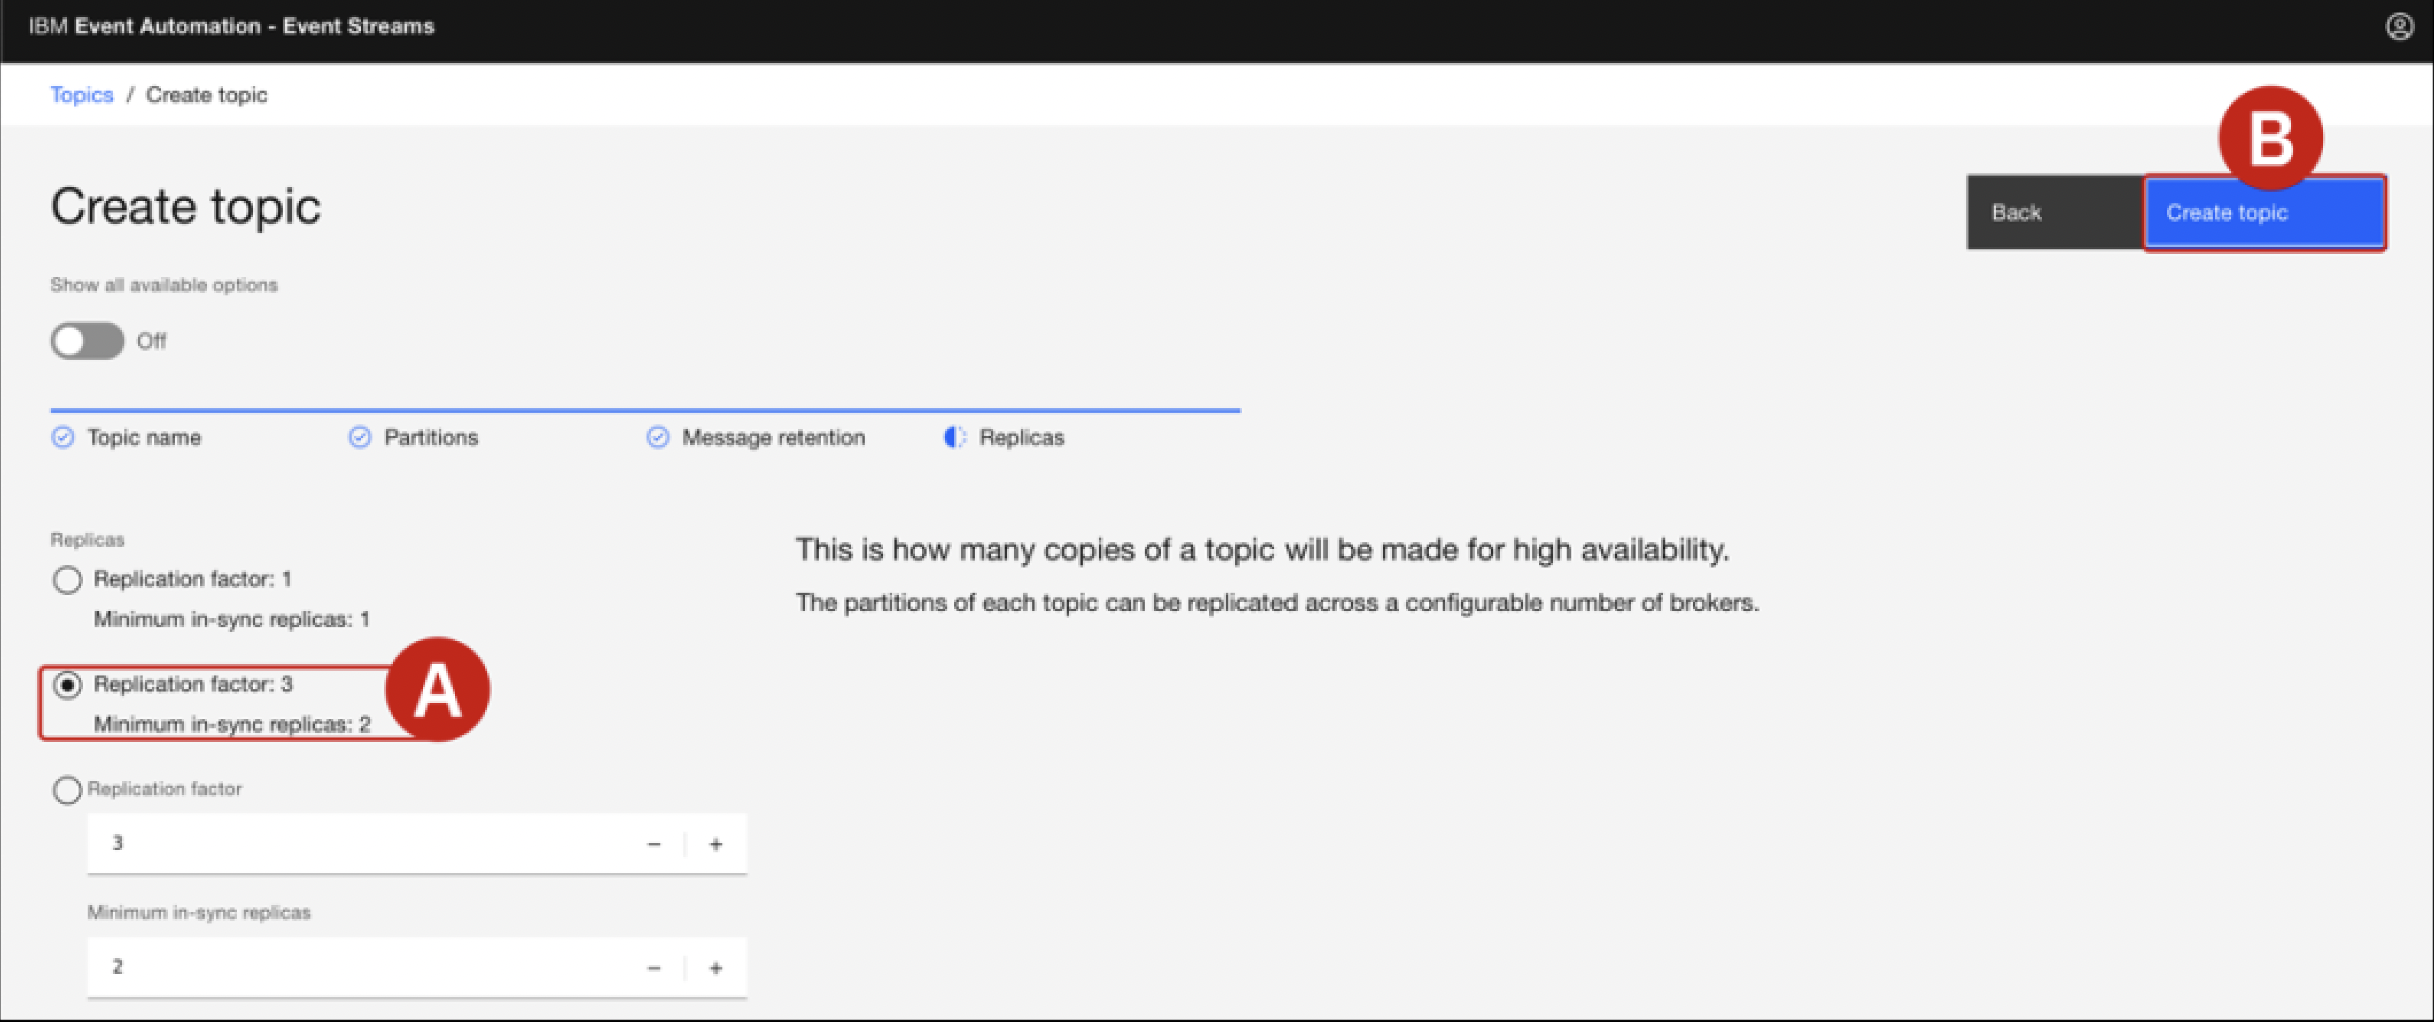 IBM Event Automation - Event Streams
Topics / Create topic
B
Create topic
Back
Create topic
Show all available options
Off
Topic name
Partitions
Message retention
Replicas
Replicas
Replication factor: 1
Minimum in-sync replicas: 1
This is how many copies of a topic will be made for high availability.
The partitions of each topic can be replicated across a configurable number of brokers.
Replication factor: 3
Minimum in-sync replicas: 2
A
Replication factor
3 - +
Minimum in-sync replicas
2 - +